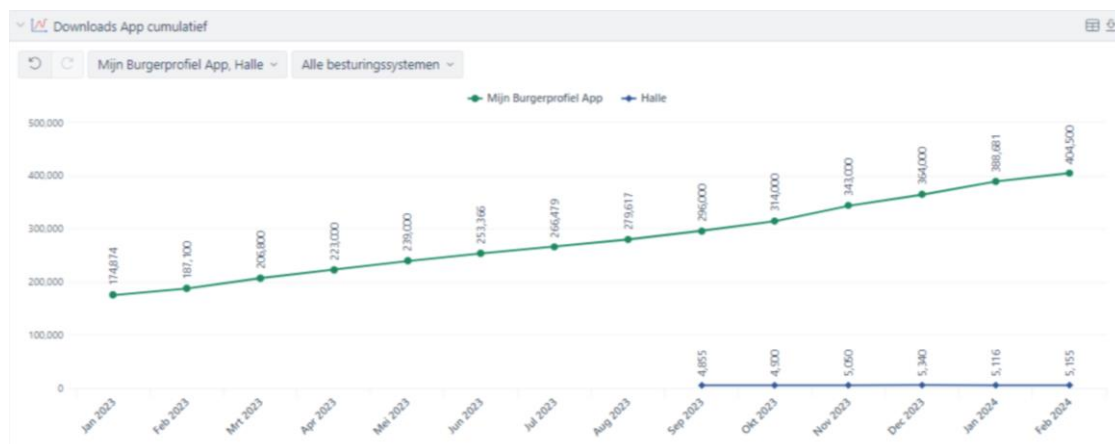 Downloads App cumulatief
Mijn Burgerprofiel App, Halle
Alle besturingssystemen
Mijn Burgerprofiel App
Halle
500,000
400,000
300,000
200,000
100,000
0
174,874
187,100
206,800
223,000
239,000
253,366
266,479
279,617
296,000
314,000
343,000
364,000
388,681
404,500
4,855
4,900
5,050
5,340
5,116
5,155
Jan 2023
Feb 2023
Mrt 2023
Apr 2023
Mei 2023
Jun 2023
Jul 2023
Aug 2023
Sep 2023
Okt 2023
Nov 2023
Dec 2023
Jan 2024
Feb 2024